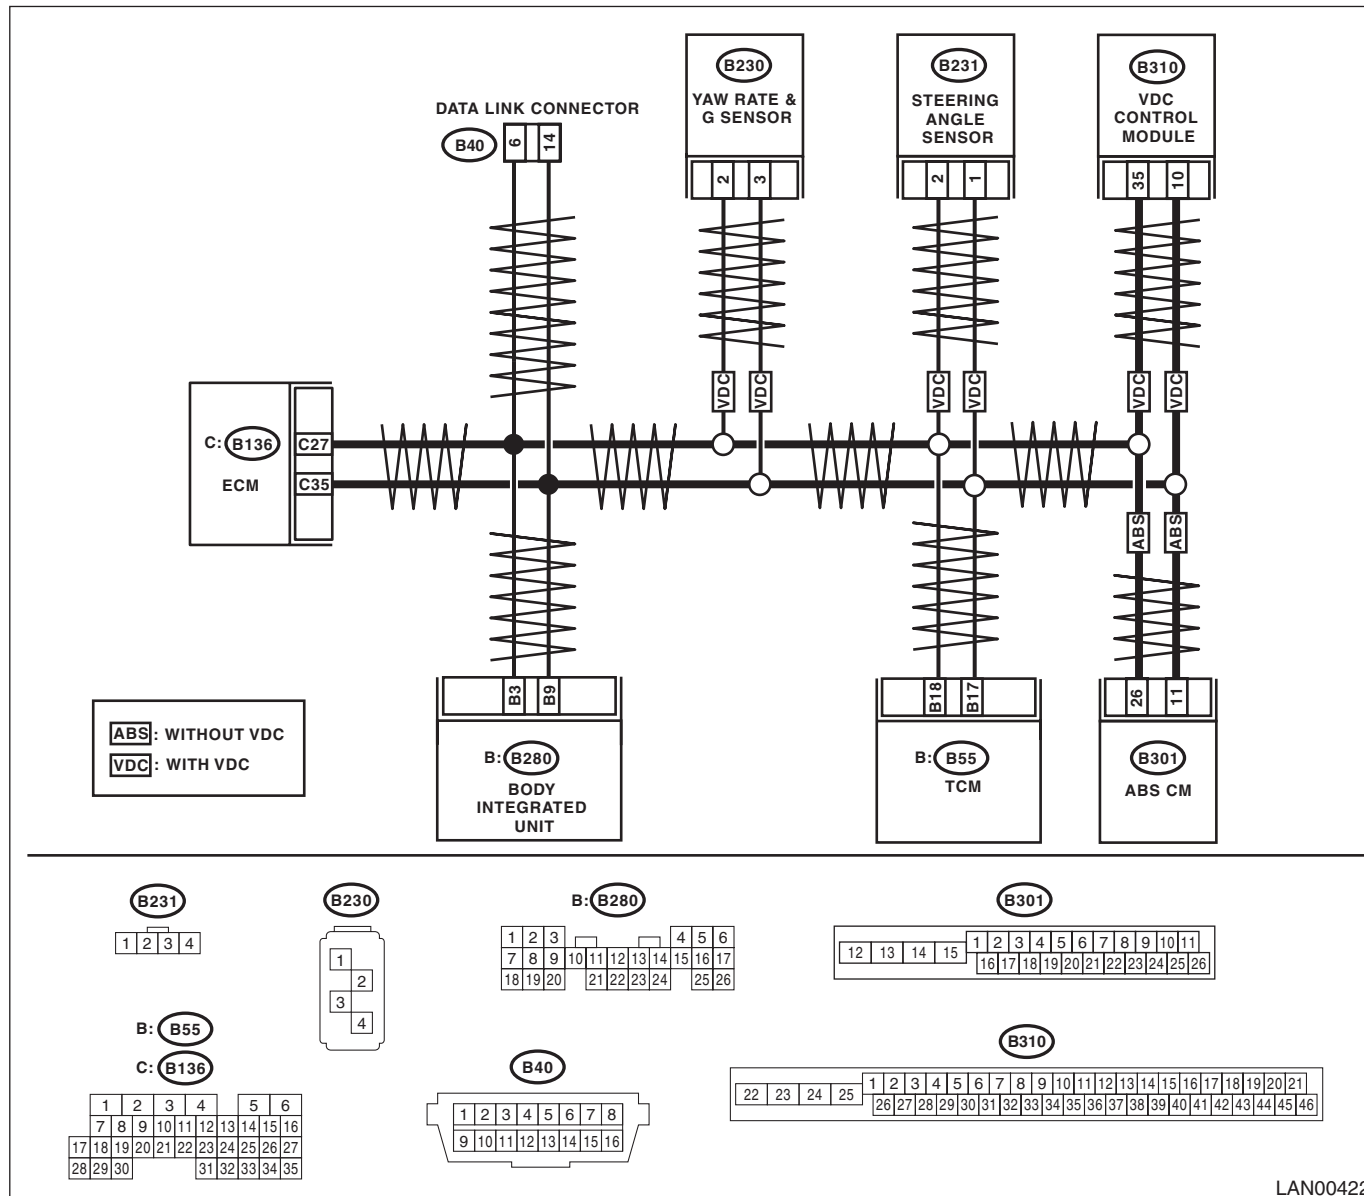 DATA LINK CONNECTOR
B40
6
14
B230
YAW RATE &
G SENSOR
2
3
B231
STEERING
ANGLE
SENSOR
2
1
B310
VDC
CONTROL
MODULE
35
10
VDC
VDC
VDC
VDC
VDC
VDC
C: B136
ECM
C27
C35
ABS
ABS
B3
B9
B: B280
BODY
INTEGRATED
UNIT
B18
B17
B: B55
TCM
26
11
B301
ABS CM
ABS : WITHOUT VDC
VDC : WITH VDC
B231
1 2 3 4
B230
1
2
3
4
B: B280
1 2 3 4 5 6
7 8 9 10 11 12 13 14 15 16 17
18 19 20 21 22 23 24 25 26
B301
1 2 3 4 5 6 7 8 9 10 11
12 13 14 15
16 17 18 19 20 21 22 23 24 25 26
B: B55
C: B136
1 2 3 4 5 6
7 8 9 10 11 12 13 14 15 16
17 18 19 20 21 22 23 24 25 26 27
28 29 30 31 32 33 34 35
B40
1 2 3 4 5 6 7 8
9 10 11 12 13 14 15 16
B310
1 2 3 4 5 6 7 8 9 10 11 12 13 14 15 16 17 18 19 20 21
22 23 24 25
26 27 28 29 30 31 32 33 34 35 36 37 38 39 40 41 42 43 44 45 46
LAN00422